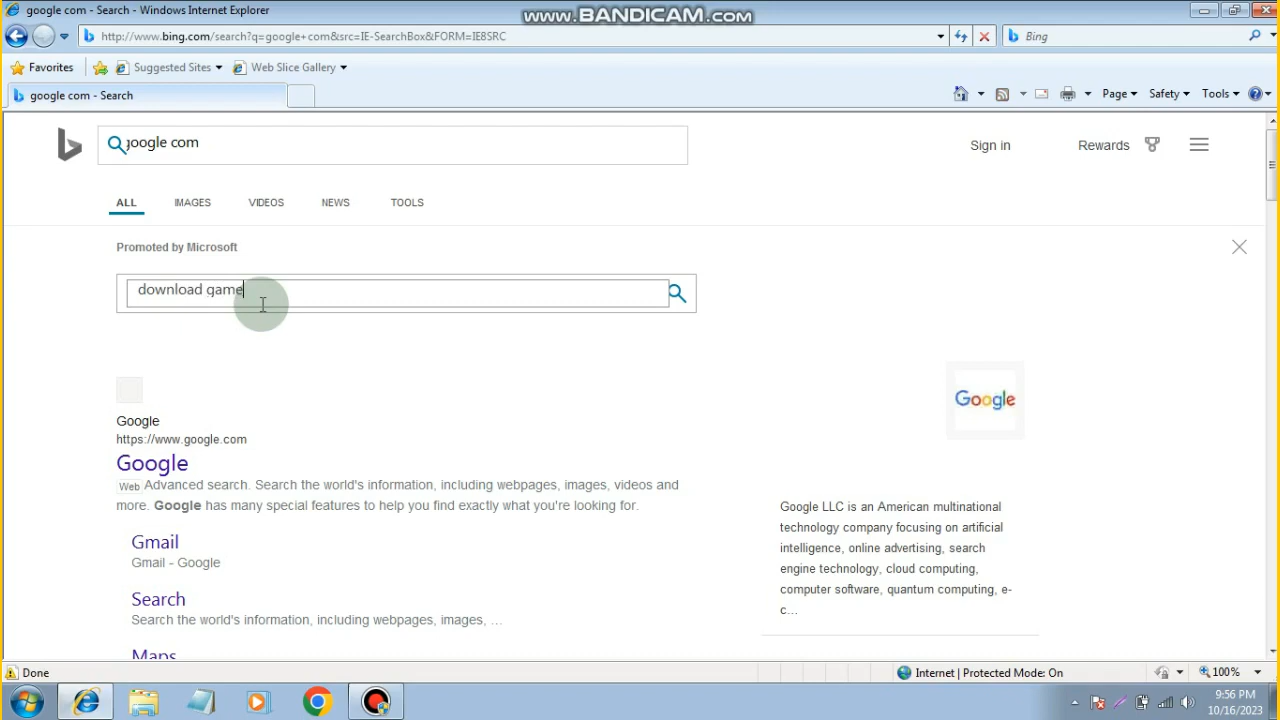 google com - Search - Windows Internet Explorer
www.BANDICAM.com
http://www.bing.com/search?q=google+com&src=IE-SearchBox&FORM=IE8SRC
Bing
Favorites
Suggested Sites
Web Slice Gallery
google com - Search
Page
Safety
Tools
google com
Sign in
Rewards
ALL
IMAGES
VIDEOS
NEWS
TOOLS
Promoted by Microsoft
download game
Google
https://www.google.com
Google
Web Advanced search. Search the world's information, including webpages, images, videos and
more. Google has many special features to help you find exactly what you're looking for.
Gmail
Gmail - Google
Search
Search the world's information, including webpages, images, …
Maps
Google
Google LLC is an American multinational
technology company focusing on artificial
intelligence, online advertising, search
engine technology, cloud computing,
computer software, quantum computing, e-
c…
Done
Internet | Protected Mode: On
100%
9:56 PM
10/16/2023